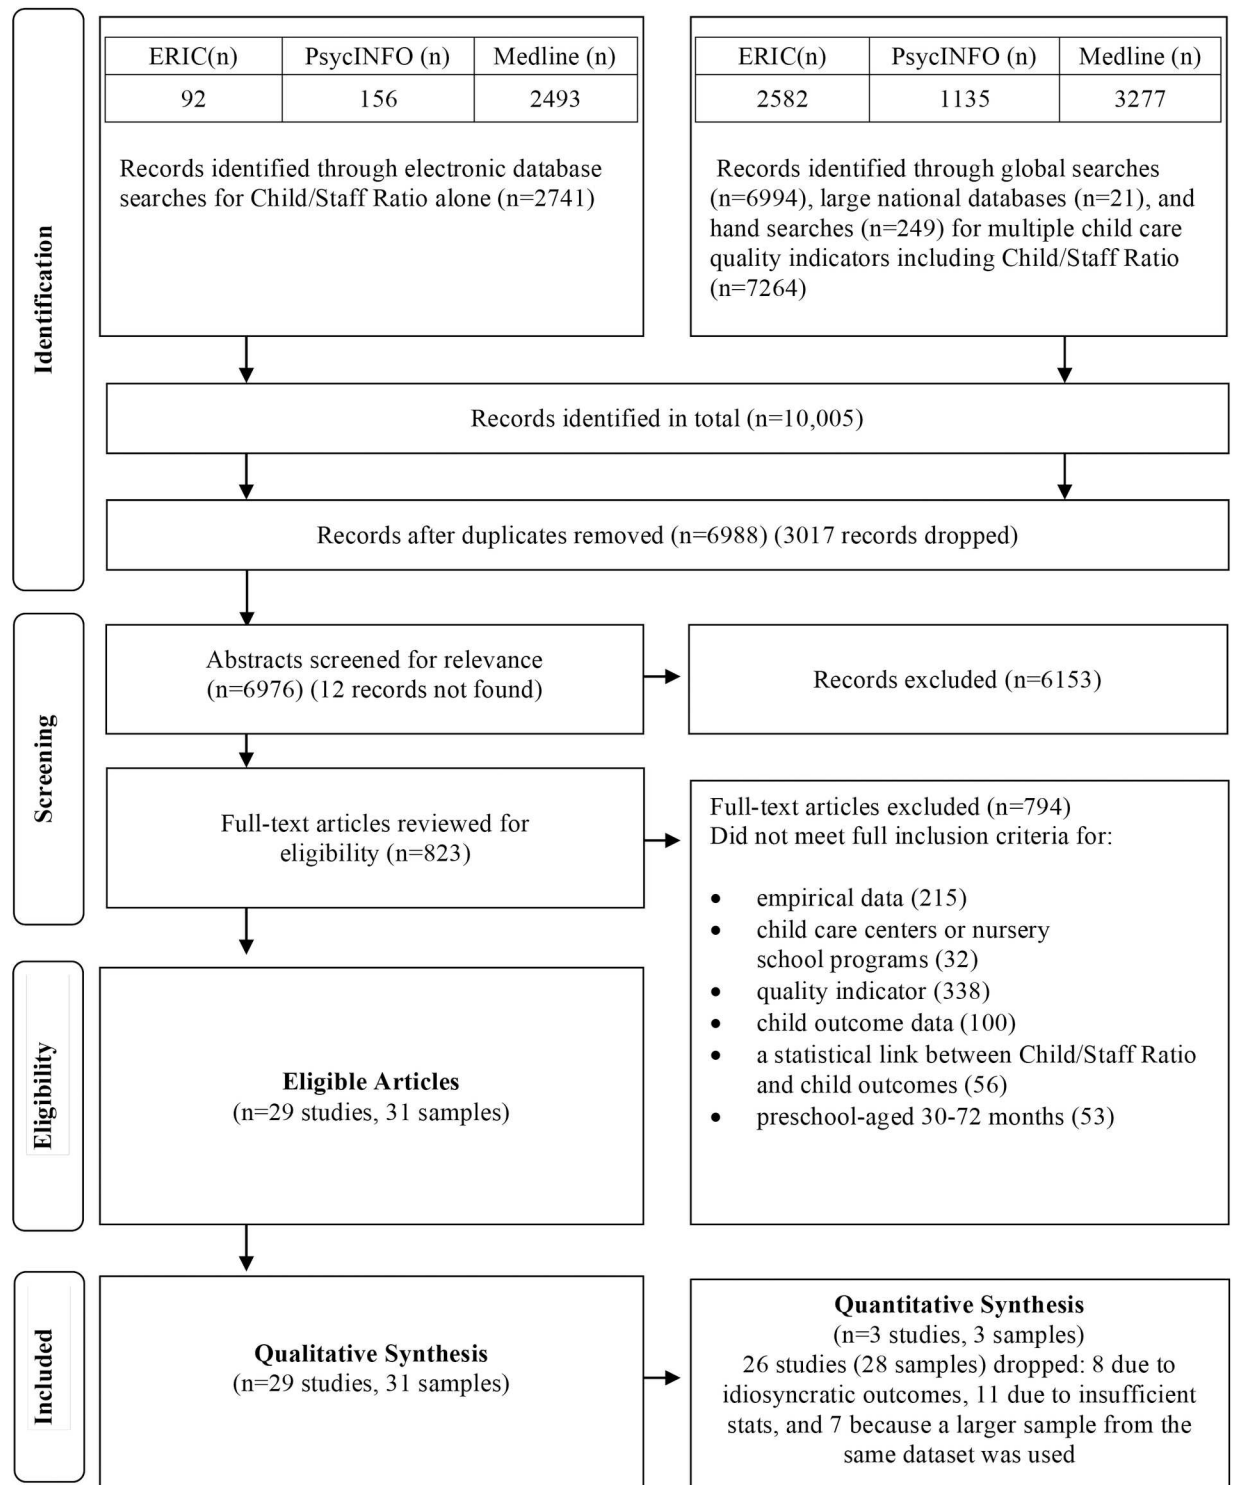 Identification
ERIC(n) PsycINFO (n) Medline (n)
92 156 2493
Records identified through electronic database
searches for Child/Staff Ratio alone (n=2741)
ERIC(n) PsycINFO (n) Medline (n)
2582 1135 3277
Records identified through global searches
(n=6994), large national databases (n=21), and
hand searches (n=249) for multiple child care
quality indicators including Child/Staff Ratio
(n=7264)
Records identified in total (n=10,005)
Records after duplicates removed (n=6988) (3017 records dropped)
Screening
Abstracts screened for relevance
(n=6976) (12 records not found)
Records excluded (n=6153)
Full-text articles reviewed for
eligibility (n=823)
Full-text articles excluded (n=794)
Did not meet full inclusion criteria for:
• empirical data (215)
• child care centers or nursery
school programs (32)
• quality indicator (338)
• child outcome data (100)
• a statistical link between Child/Staff Ratio
and child outcomes (56)
• preschool-aged 30-72 months (53)
Eligibility
Eligible Articles
(n=29 studies, 31 samples)
Included
Qualitative Synthesis
(n=29 studies, 31 samples)
Quantitative Synthesis
(n=3 studies, 3 samples)
26 studies (28 samples) dropped: 8 due to
idiosyncratic outcomes, 11 due to insufficient
stats, and 7 because a larger sample from the
same dataset was used